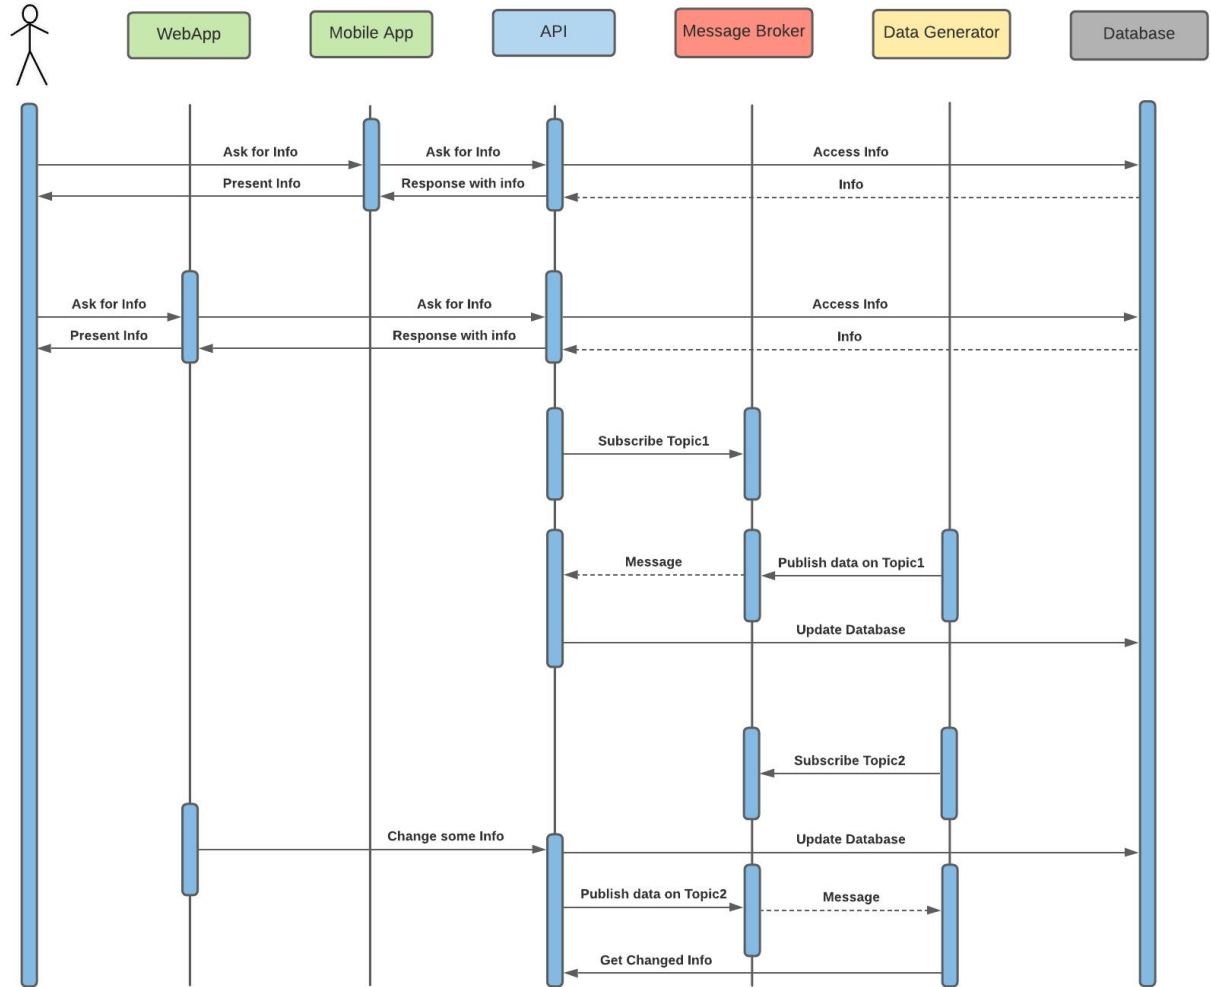 WebApp
Mobile App
API
Message Broker
Data Generator
Database
Ask for Info
Ask for Info
Access Info
Present Info
Response with info
Info
Ask for Info
Ask for Info
Access Info
Present Info
Response with info
Info
Subscribe Topic1
Message
Publish data on Topic1
Update Database
Subscribe Topic2
Change some Info
Update Database
Publish data on Topic2
Message
Get Changed Info